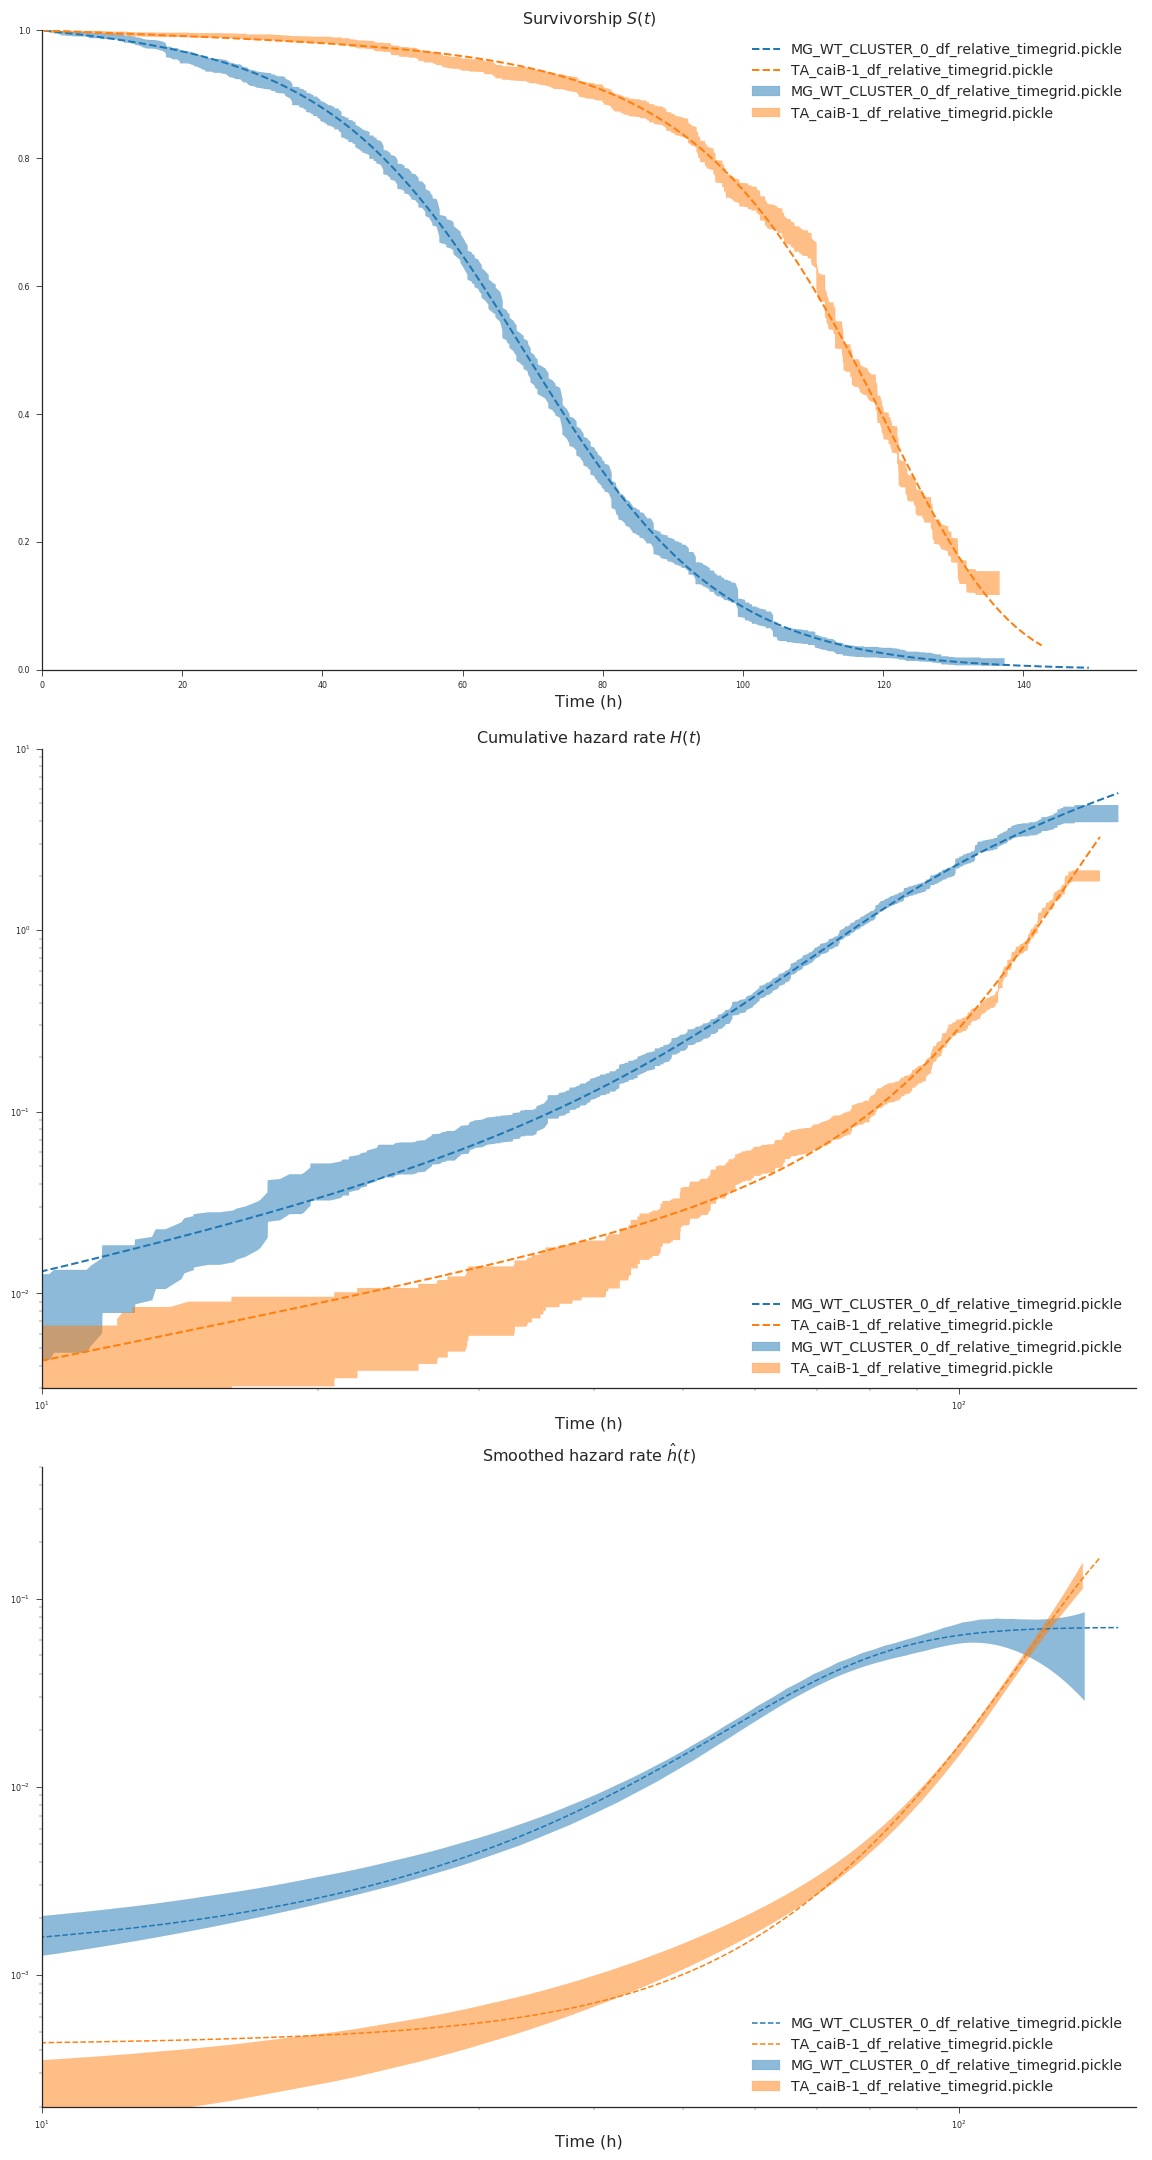 Survivorship S(t)
1.0
0.8
0.6
0.4
0.2
0.0
MG_WT_CLUSTER_0_df_relative_timegrid.pickle
TA_caiB-1_df_relative_timegrid.pickle
MG_WT_CLUSTER_0_df_relative_timegrid.pickle
TA_caiB-1_df_relative_timegrid.pickle
0 20 40 60 80 100 120 140
Time (h)
Cumulative hazard rate H(t)
10¹
10⁰
10⁻¹
10⁻²
MG_WT_CLUSTER_0_df_relative_timegrid.pickle
TA_caiB-1_df_relative_timegrid.pickle
MG_WT_CLUSTER_0_df_relative_timegrid.pickle
TA_caiB-1_df_relative_timegrid.pickle
10¹ 10²
Time (h)
Smoothed hazard rate ĥ(t)
10⁻¹
10⁻²
10⁻³
MG_WT_CLUSTER_0_df_relative_timegrid.pickle
TA_caiB-1_df_relative_timegrid.pickle
MG_WT_CLUSTER_0_df_relative_timegrid.pickle
TA_caiB-1_df_relative_timegrid.pickle
10¹ 10²
Time (h)